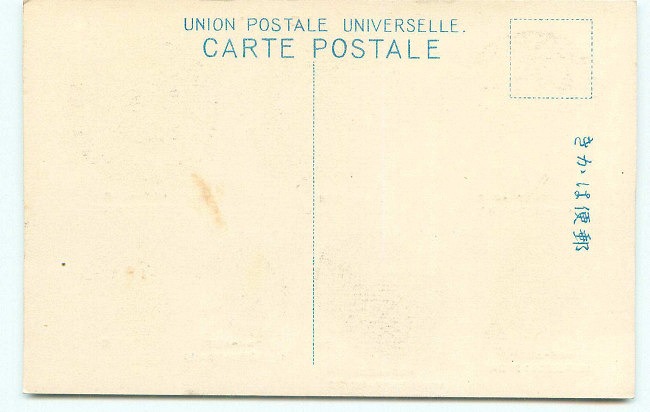 UNION POSTALE UNIVERSELLE.
CARTE POSTALE
きかは便郵